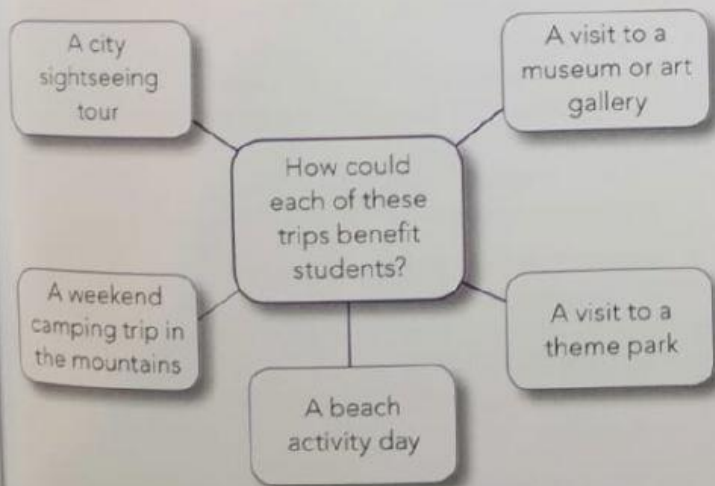 A city
sightseeing
tour
A visit to a
museum or art
gallery
How could
each of these
trips benefit
students?
A weekend
camping trip in
the mountains
A beach
activity day
A visit to a
theme park